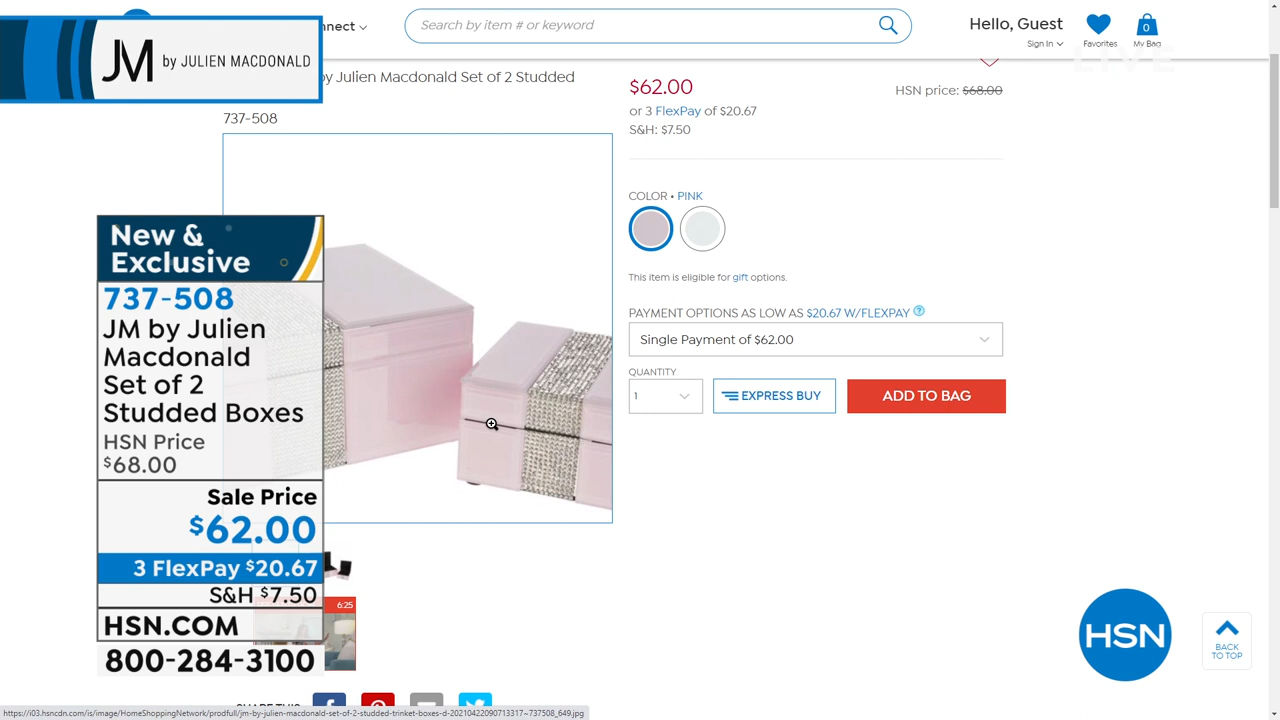 nnect
Search by item # or keyword
Hello, Guest
Sign In
Favorites
0
My Bag
LIVE
JM by JULIEN MACDONALD
by Julien Macdonald Set of 2 Studded
737-508
$62.00
HSN price: $68.00
or 3 FlexPay of $20.67
S&H: $7.50
COLOR • PINK
This item is eligible for gift options.
PAYMENT OPTIONS AS LOW AS $20.67 W/FLEXPAY ?
Single Payment of $62.00
QUANTITY
1
EXPRESS BUY
ADD TO BAG
New &
Exclusive
737-508
JM by Julien
Macdonald
Set of 2
Studded Boxes
HSN Price
$68.00
Sale Price
$62.00
3 FlexPay $20.67
S&H $7.50
HSN.COM
800-284-3100
6:25
HSN
BACK
TO TOP
SHARE THIS
https://i03.hsncdn.com/is/image/HomeShoppingNetwork/prodfull/jm-by-julien-macdonald-set-of-2-studded-trinket-boxes-d-20210422090713317~737508_649.jpg